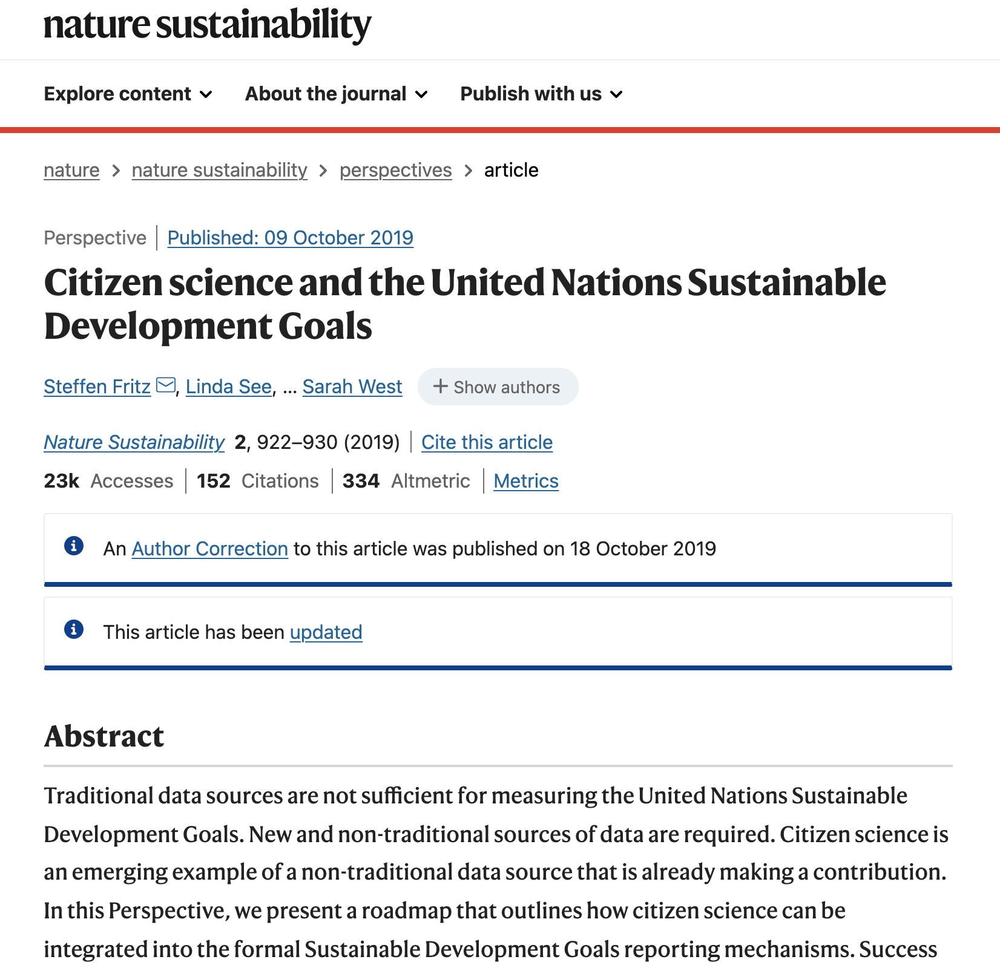 nature sustainability
Explore content About the journal Publish with us
nature > nature sustainability > perspectives > article
Perspective | Published: 09 October 2019
Citizen science and the United Nations Sustainable
Development Goals
Steffen Fritz, Linda See, ... Sarah West + Show authors
Nature Sustainability 2, 922–930 (2019) | Cite this article
23k Accesses | 152 Citations | 334 Altmetric | Metrics
An Author Correction to this article was published on 18 October 2019
This article has been updated
Abstract
Traditional data sources are not sufficient for measuring the United Nations Sustainable
Development Goals. New and non-traditional sources of data are required. Citizen science is
an emerging example of a non-traditional data source that is already making a contribution.
In this Perspective, we present a roadmap that outlines how citizen science can be
integrated into the formal Sustainable Development Goals reporting mechanisms. Success